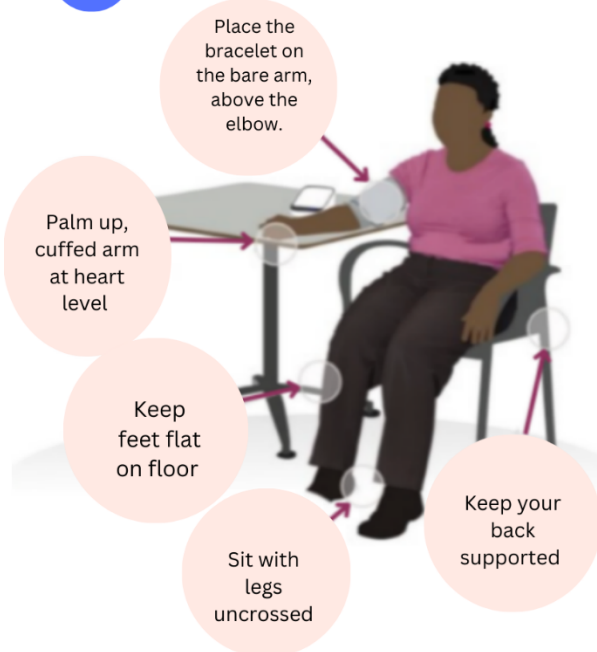 Place the
bracelet on
the bare arm,
above the
elbow.
Palm up,
cuffed arm
at heart
level
Keep
feet flat
on floor
Sit with
legs
uncrossed
Keep your
back
supported